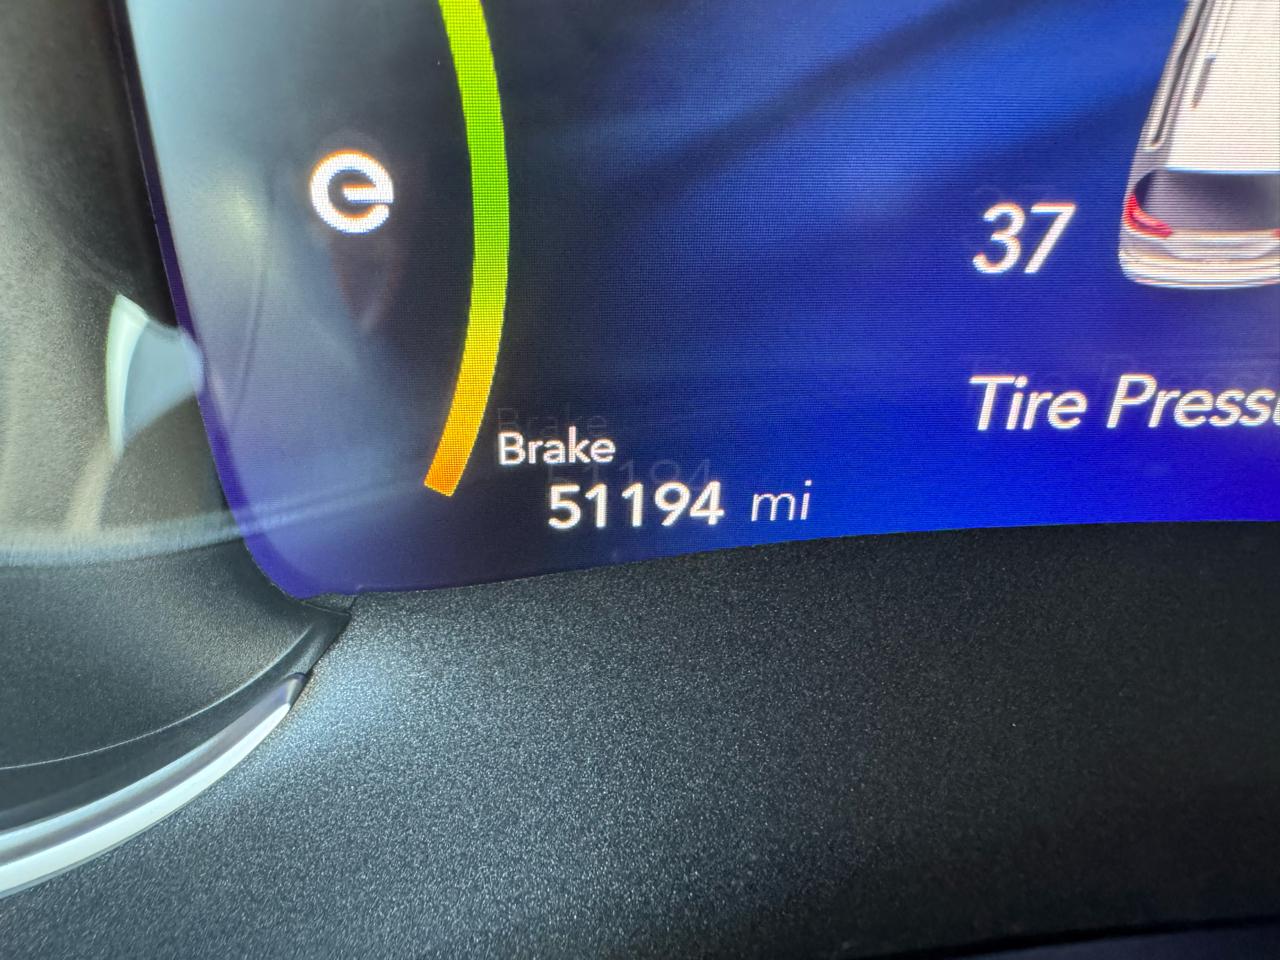 e
37
Tire Press
Brake
51194 mi